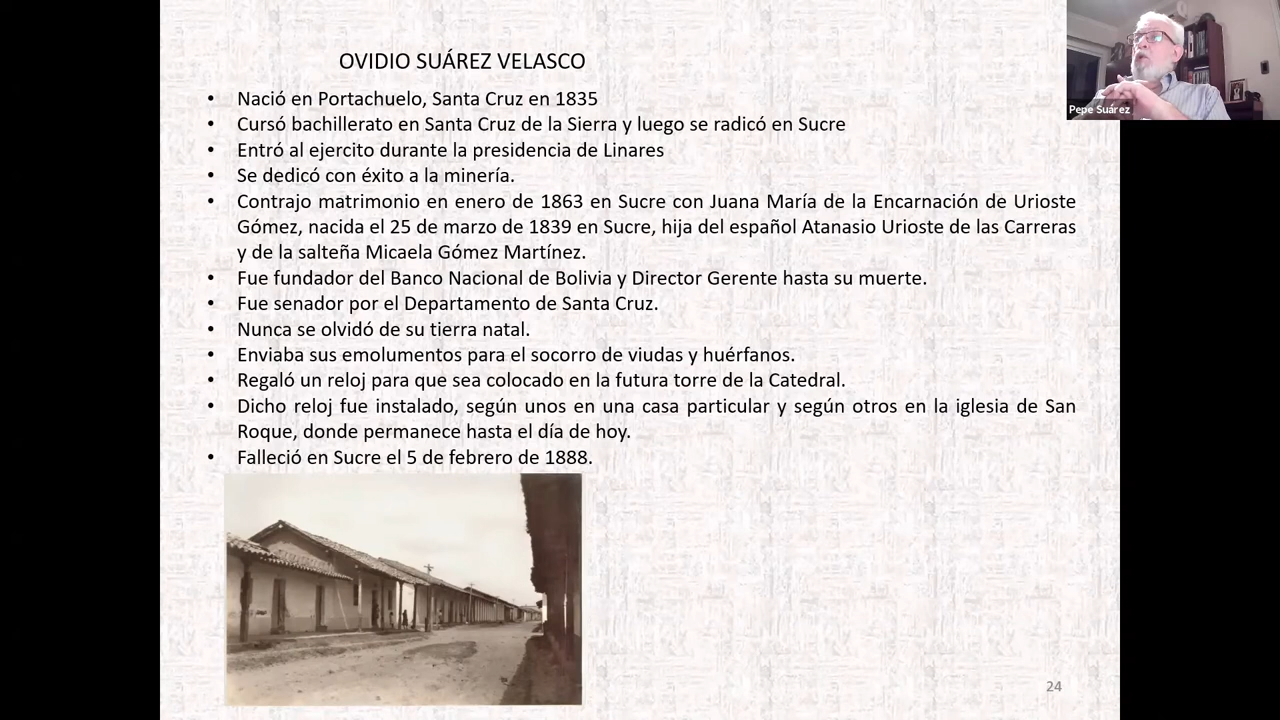 OVIDIO SUÁREZ VELASCO
• Nació en Portachuelo, Santa Cruz en 1835
• Cursó bachillerato en Santa Cruz de la Sierra y luego se radicó en Sucre
• Entró al ejercito durante la presidencia de Linares
• Se dedicó con éxito a la minería.
• Contrajo matrimonio en enero de 1863 en Sucre con Juana María de la Encarnación de Urioste
Gómez, nacida el 25 de marzo de 1839 en Sucre, hija del español Atanasio Urioste de las Carreras
y de la salteña Micaela Gómez Martínez.
• Fue fundador del Banco Nacional de Bolivia y Director Gerente hasta su muerte.
• Fue senador por el Departamento de Santa Cruz.
• Nunca se olvidó de su tierra natal.
• Enviaba sus emolumentos para el socorro de viudas y huérfanos.
• Regaló un reloj para que sea colocado en la futura torre de la Catedral.
• Dicho reloj fue instalado, según unos en una casa particular y según otros en la iglesia de San
Roque, donde permanece hasta el día de hoy.
• Falleció en Sucre el 5 de febrero de 1888.
24
Pepe Suárez